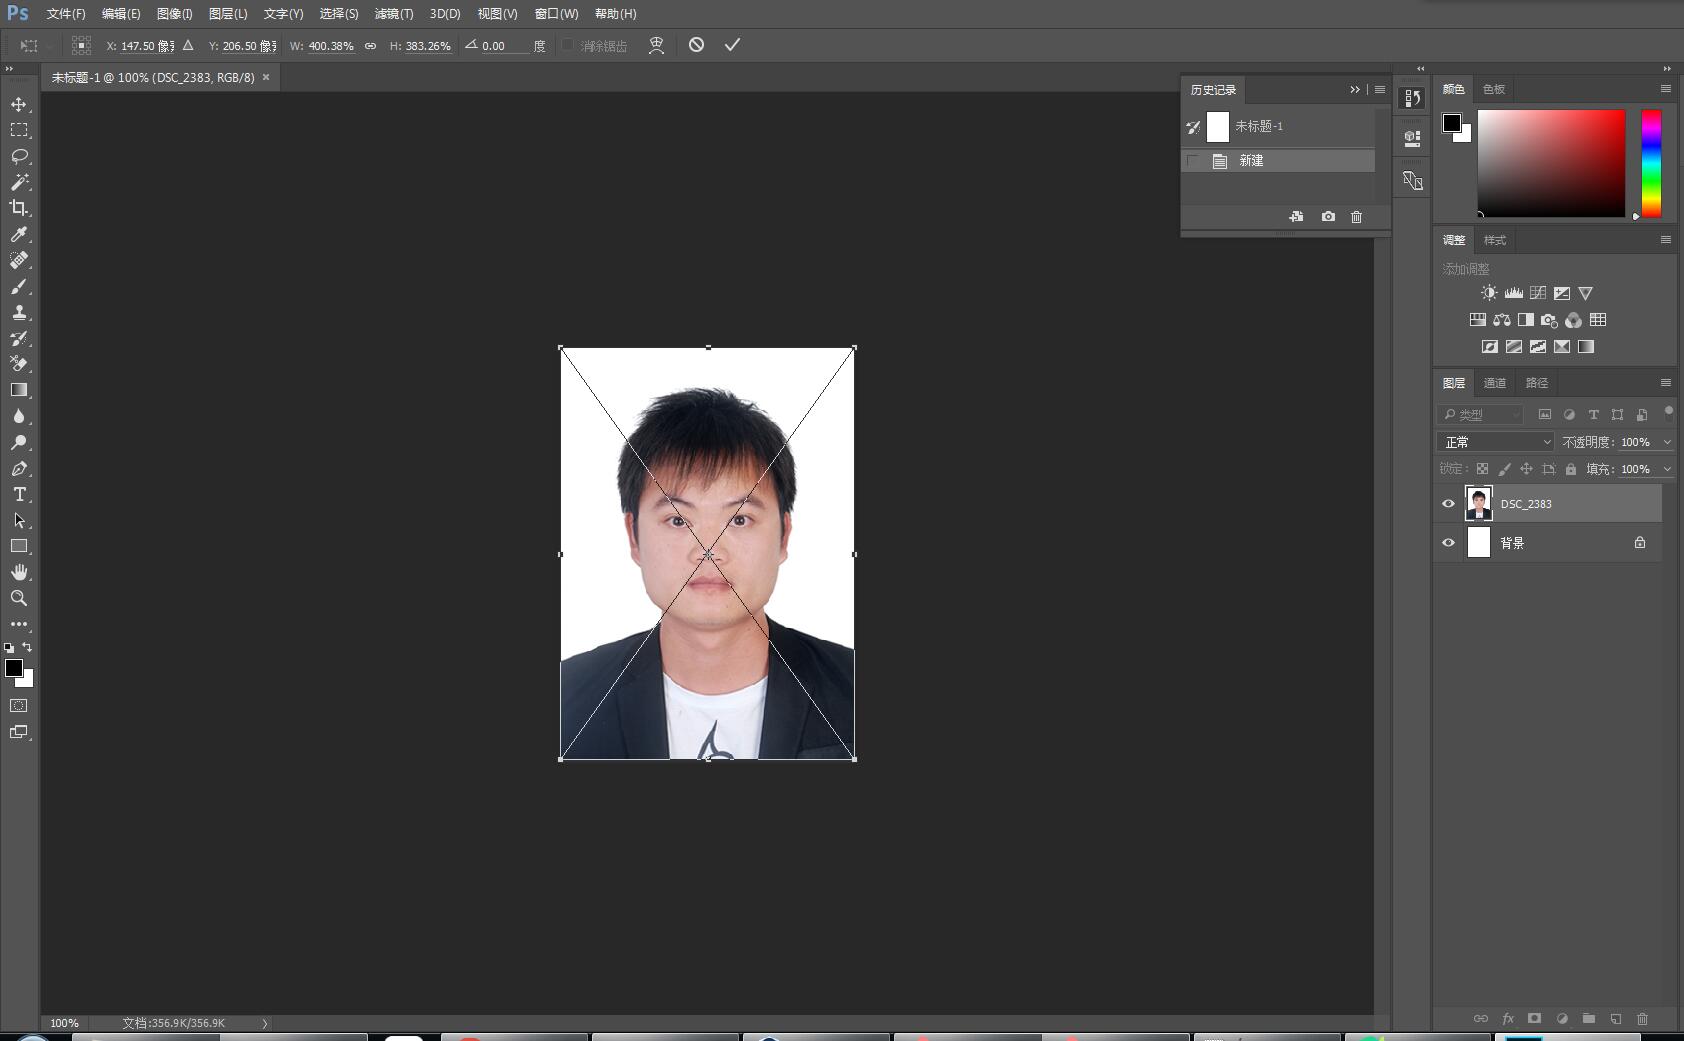 Ps 文件(F) 编辑(E) 图像(I) 图层(L) 文字(Y) 选择(S) 滤镜(T) 3D(D) 视图(V) 窗口(W) 帮助(H)
X: 147.50 像 Y: 206.50 像 W: 400.38% H: 383.26% 0.00 度 消除锯齿
未标题-1 @ 100% (DSC_2383, RGB/8) ×
历史记录
未标题-1
新建
颜色 色板
调整 样式
添加调整
图层 通道 路径
类型
正常 不透明度: 100%
锁定: 填充: 100%
DSC_2383
背景
fx
100% 文档:356.9K/356.9K